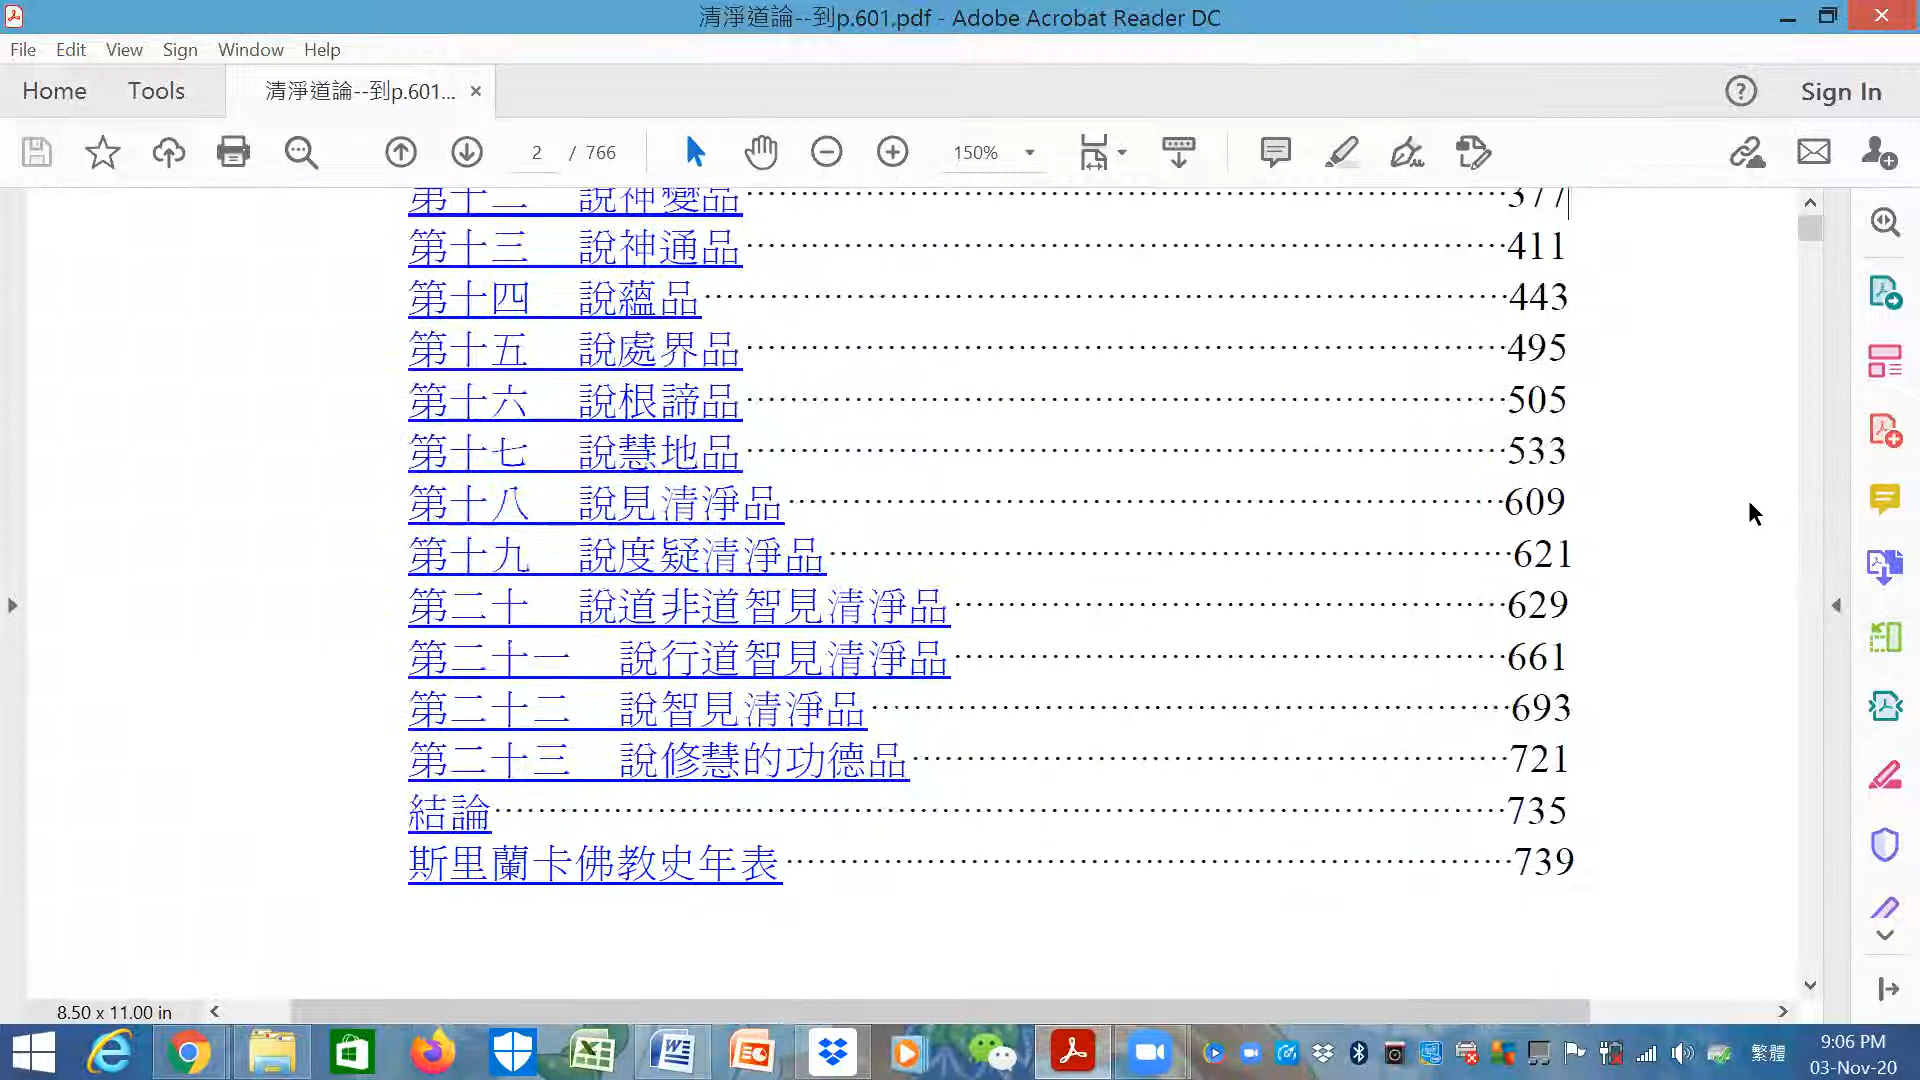 清淨道論--到p.601.pdf - Adobe Acrobat Reader DC
File Edit View Sign Window Help
Home Tools 清淨道論--到p.601... × Sign In
2 / 766 150%
第十二 說神變品 377
第十三 說神通品 411
第十四 說蘊品 443
第十五 說處界品 495
第十六 說根諦品 505
第十七 說慧地品 533
第十八 說見清淨品 609
第十九 說度疑清淨品 621
第二十 說道非道智見清淨品 629
第二十一 說行道智見清淨品 661
第二十二 說智見清淨品 693
第二十三 說修慧的功德品 721
結論 735
斯里蘭卡佛教史年表 739
8.50 x 11.00 in
繁體
9:06 PM
03-Nov-20